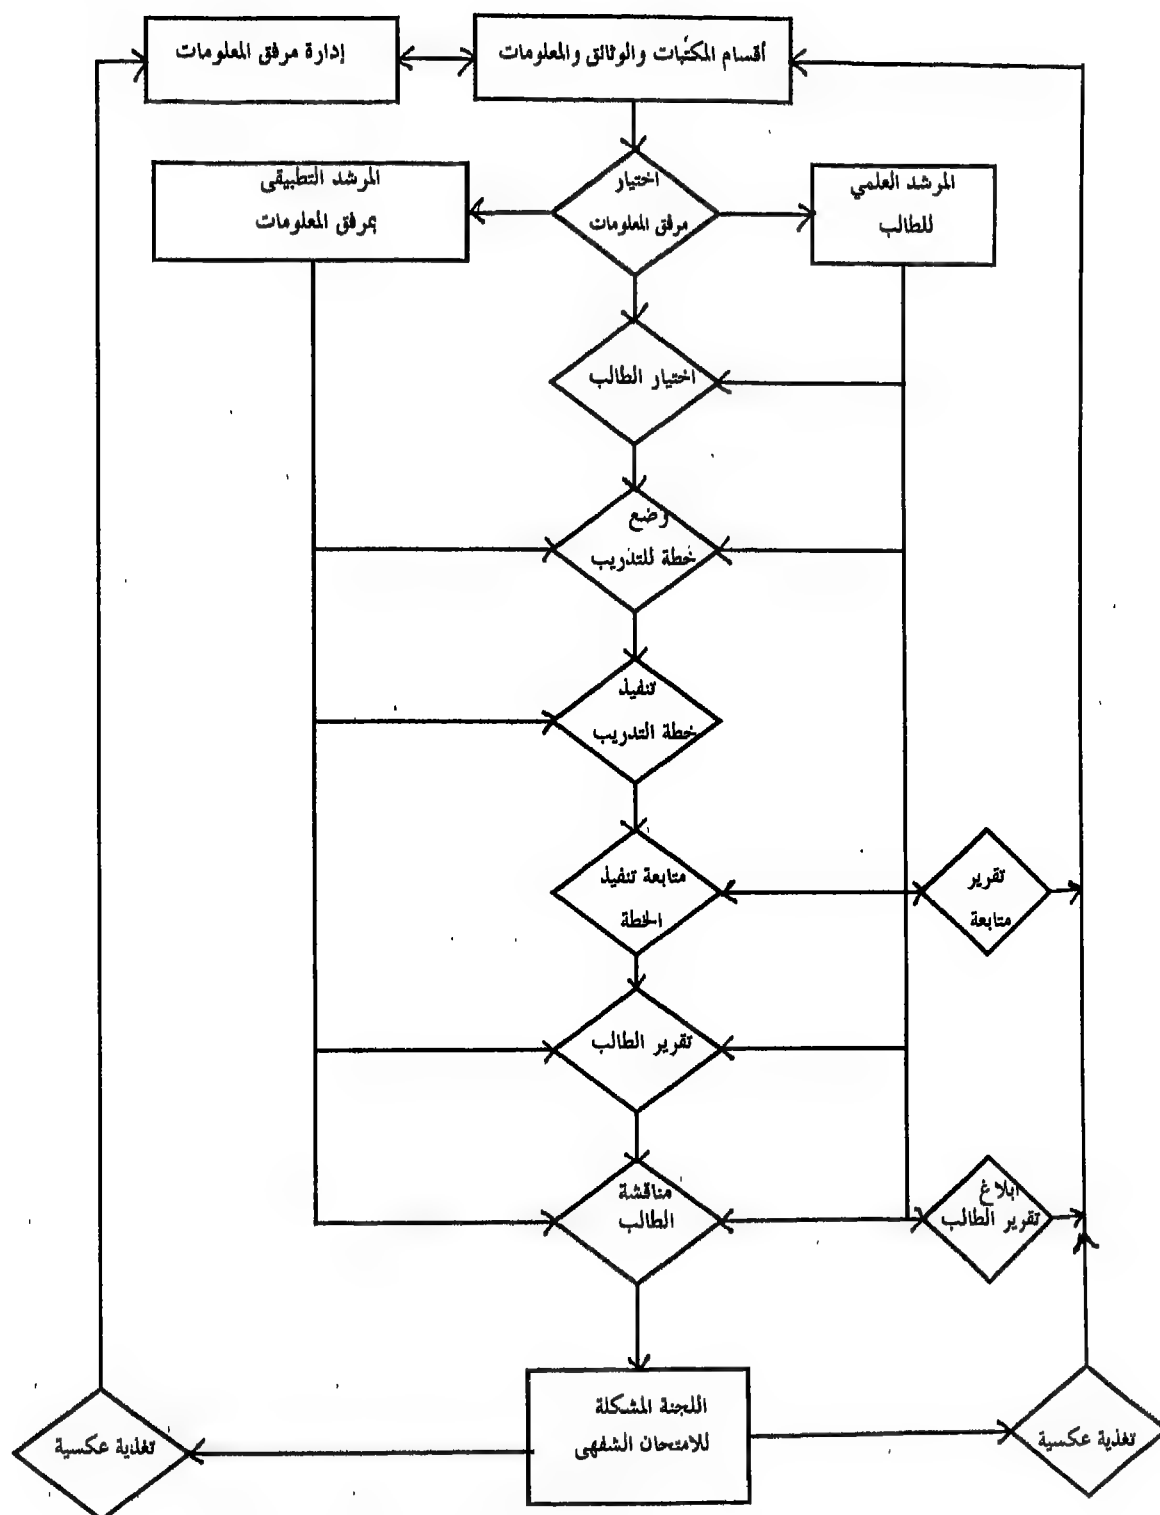 أقسام المكتبات والوثائق والمعلومات
إدارة مرفق المعلومات
المرشد العلمي
للطالب
اختيار
مرفق المعلومات
المرشد التطبيقى
بمرفق المعلومات
اختيار الطالب
وضع
خطة للتدريب
تنفيذ
خطة التدريب
متابعة تنفيذ
الخطة
تقرير
متابعة
تقرير الطالب
مناقشة
الطالب
ابلاغ
تقرير الطالب
اللجنة المشكلة
للامتحان الشفهى
تغذية عكسية
تغذية عكسية